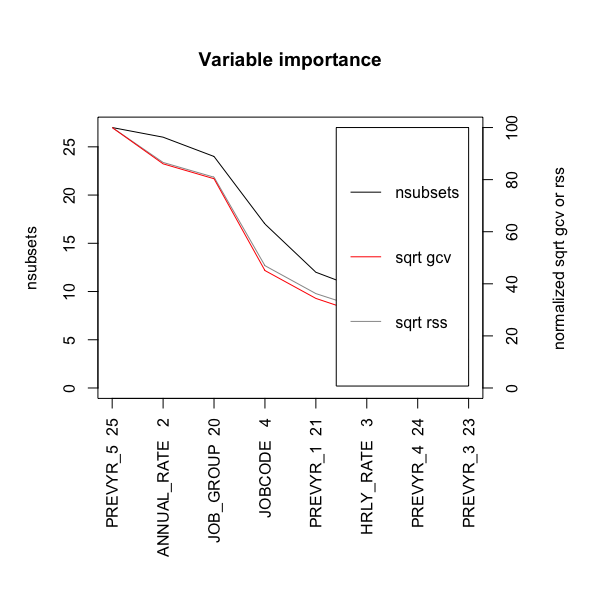 Variable importance
nsubsets
25
20
15
10
5
0
100
80
60
40
20
0
normalized sqrt gcv or rss
nsubsets
sqrt gcv
sqrt rss
PREVYR_5 25
ANNUAL_RATE 2
JOB_GROUP 20
JOBCODE 4
PREVYR_1 21
HRLY_RATE 3
PREVYR_4 24
PREVYR_3 23